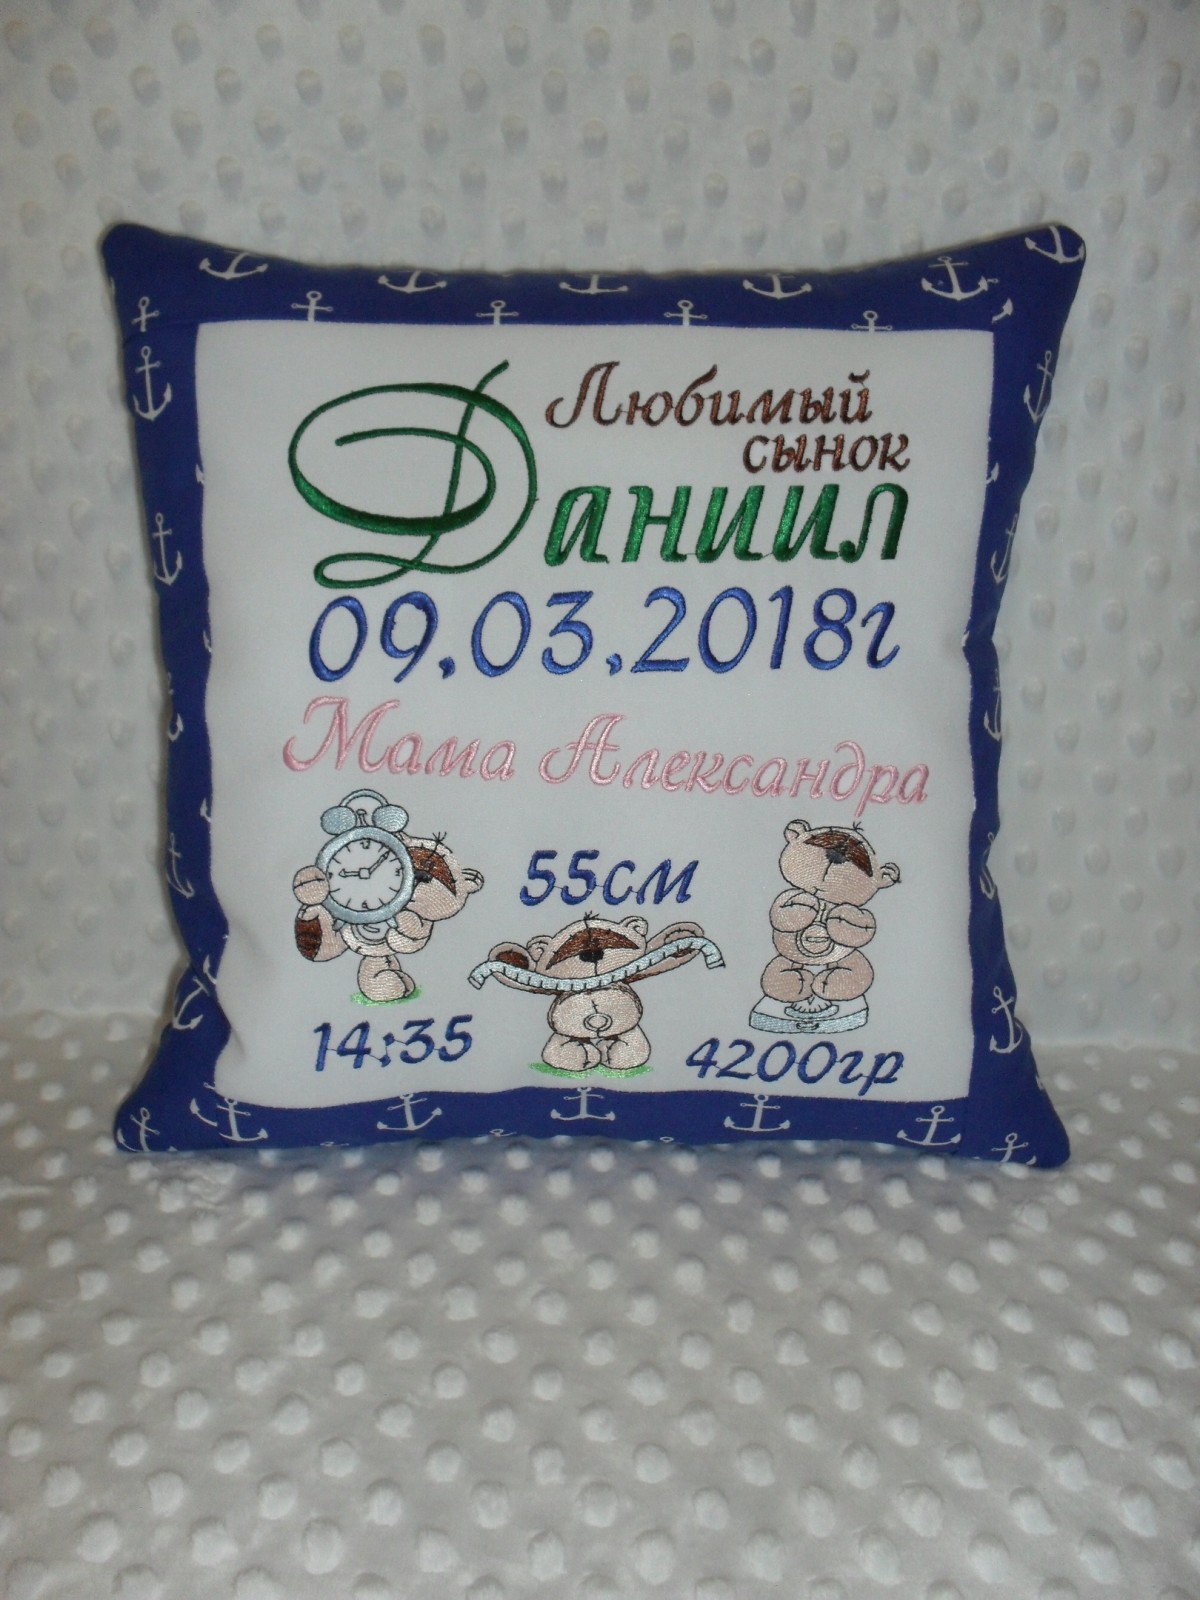 Любимый
сынок
Даниил
09.03.2018г
Мама Александра
55см
14:35
4200гр